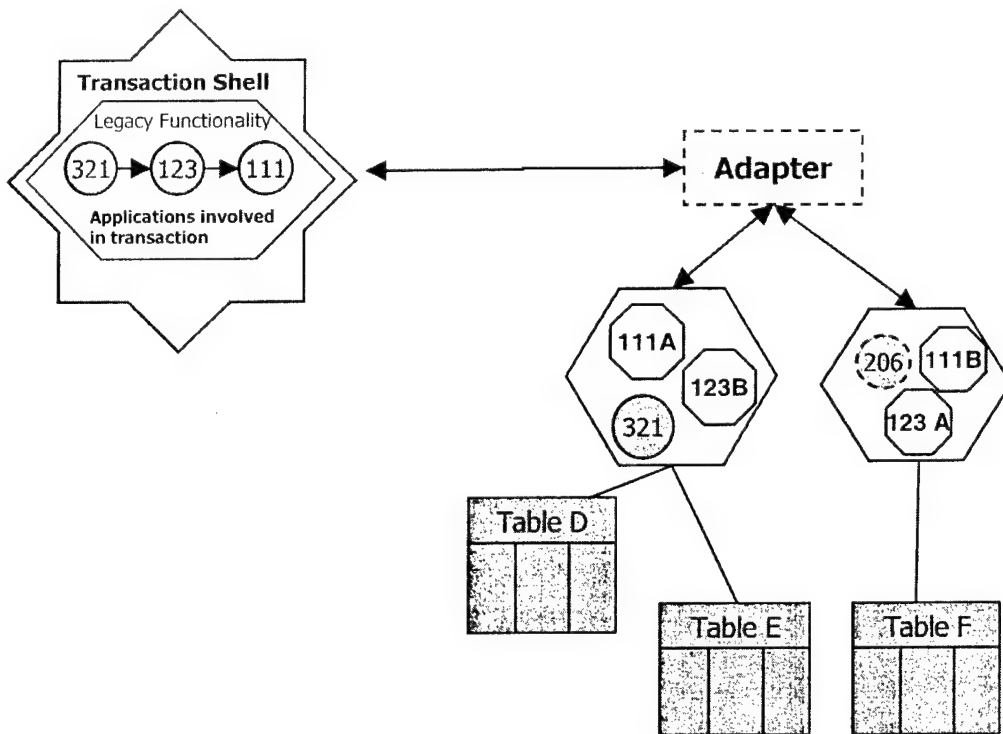 Transaction Shell
Legacy Functionality
321 123 111
Applications involved
in transaction
Adapter
111A
123B
321
206
111B
123 A
Table D
Table E
Table F